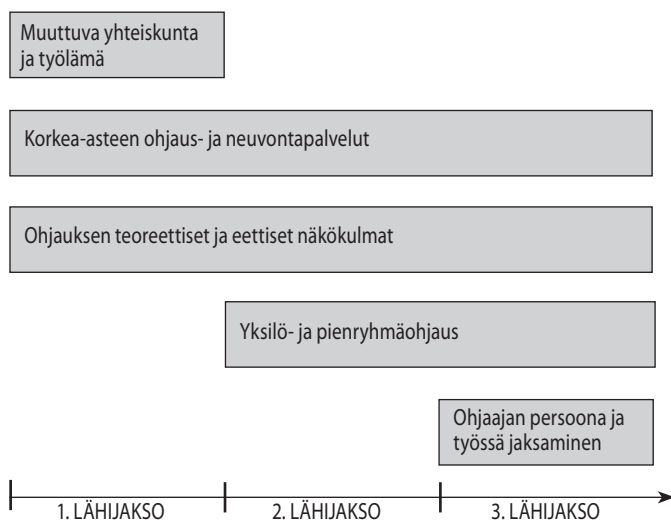 Muuttuva yhteiskunta
ja työlämä
Korkea-asteen ohjaus- ja neuvontapalvelut
Ohjauksen teoreettiset ja eettiset näkökulmat
Yksilö- ja pienryhmäohjaus
Ohjaajan persoona ja
työssä jaksaminen
1. LÄHIJAKSO 2. LÄHIJAKSO 3. LÄHIJAKSO